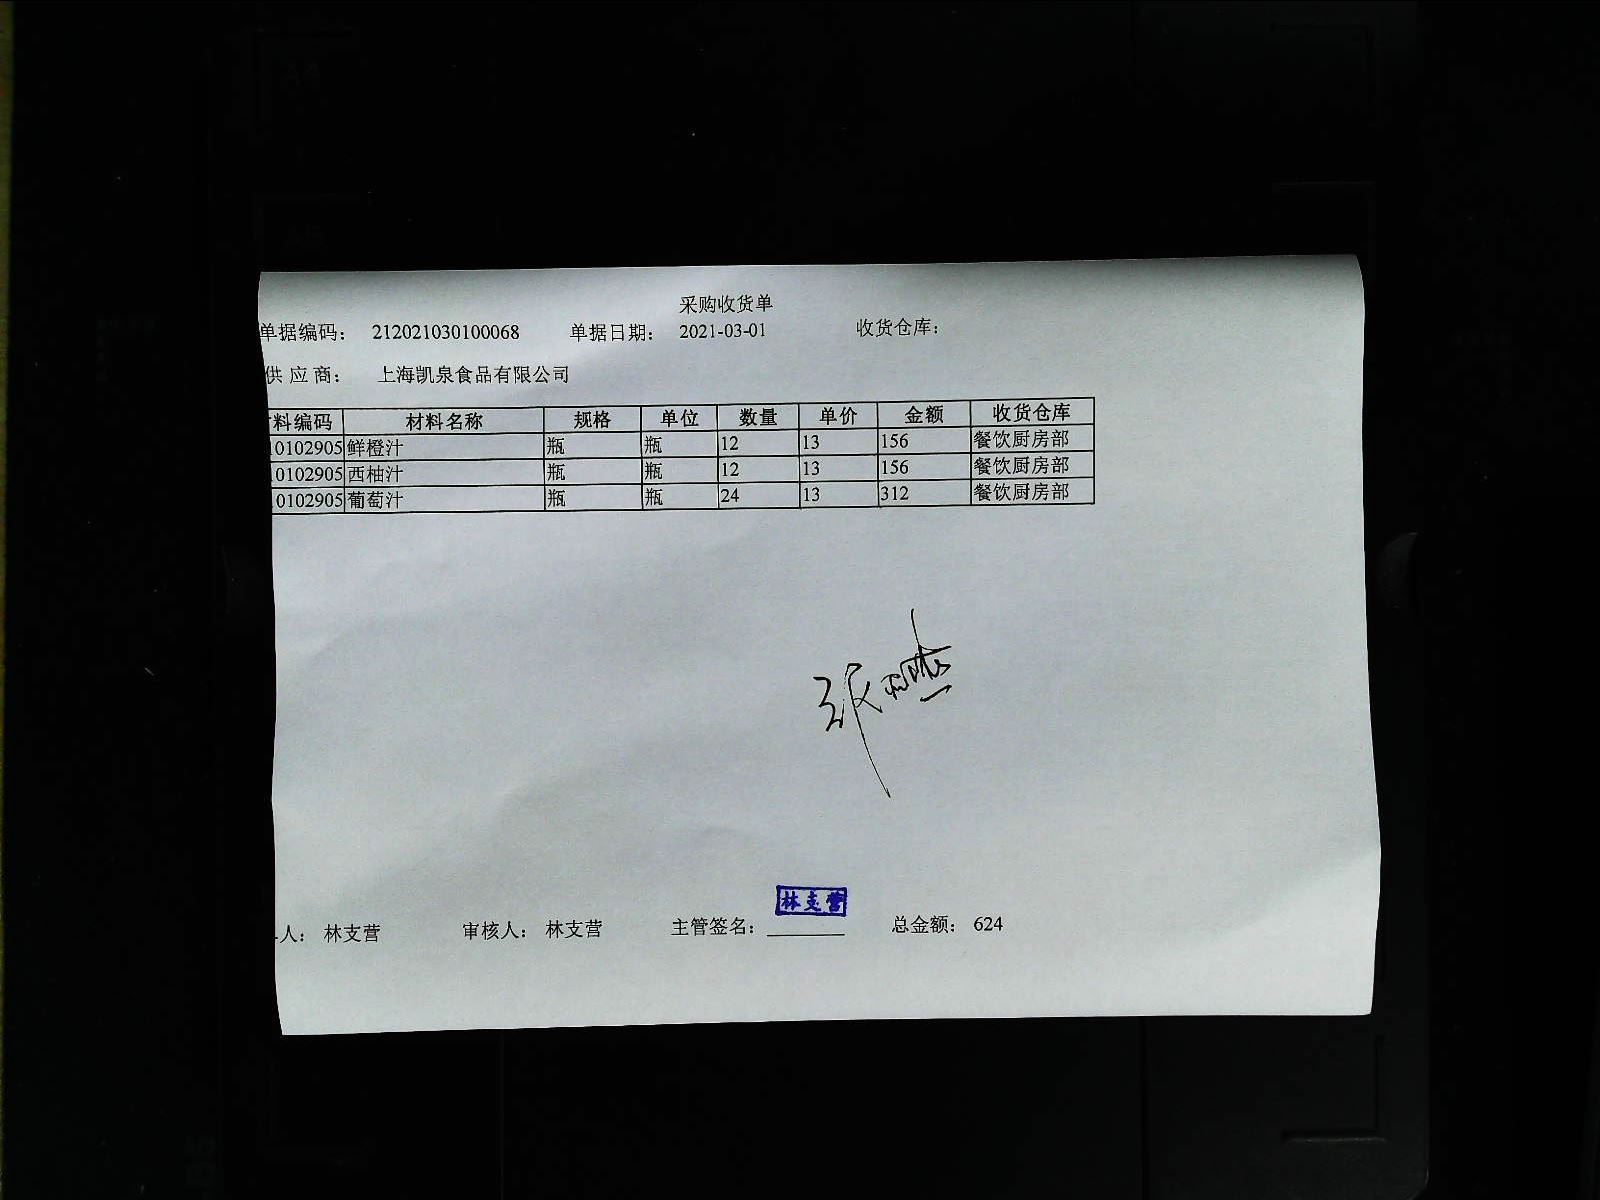 采购收货单
单据编码： 212021030100068 单据日期： 2021-03-01 收货仓库：
供应商： 上海凯泉食品有限公司
料编码 材料名称 规格 单位 数量 单价 金额 收货仓库
0102905 鲜橙汁 瓶 瓶 12 13 156 餐饮厨房部
0102905 西柚汁 瓶 瓶 12 13 156 餐饮厨房部
0102905 葡萄汁 瓶 瓶 24 13 312 餐饮厨房部
林支营
人： 林支营 审核人： 林支营 主管签名： 总金额： 624